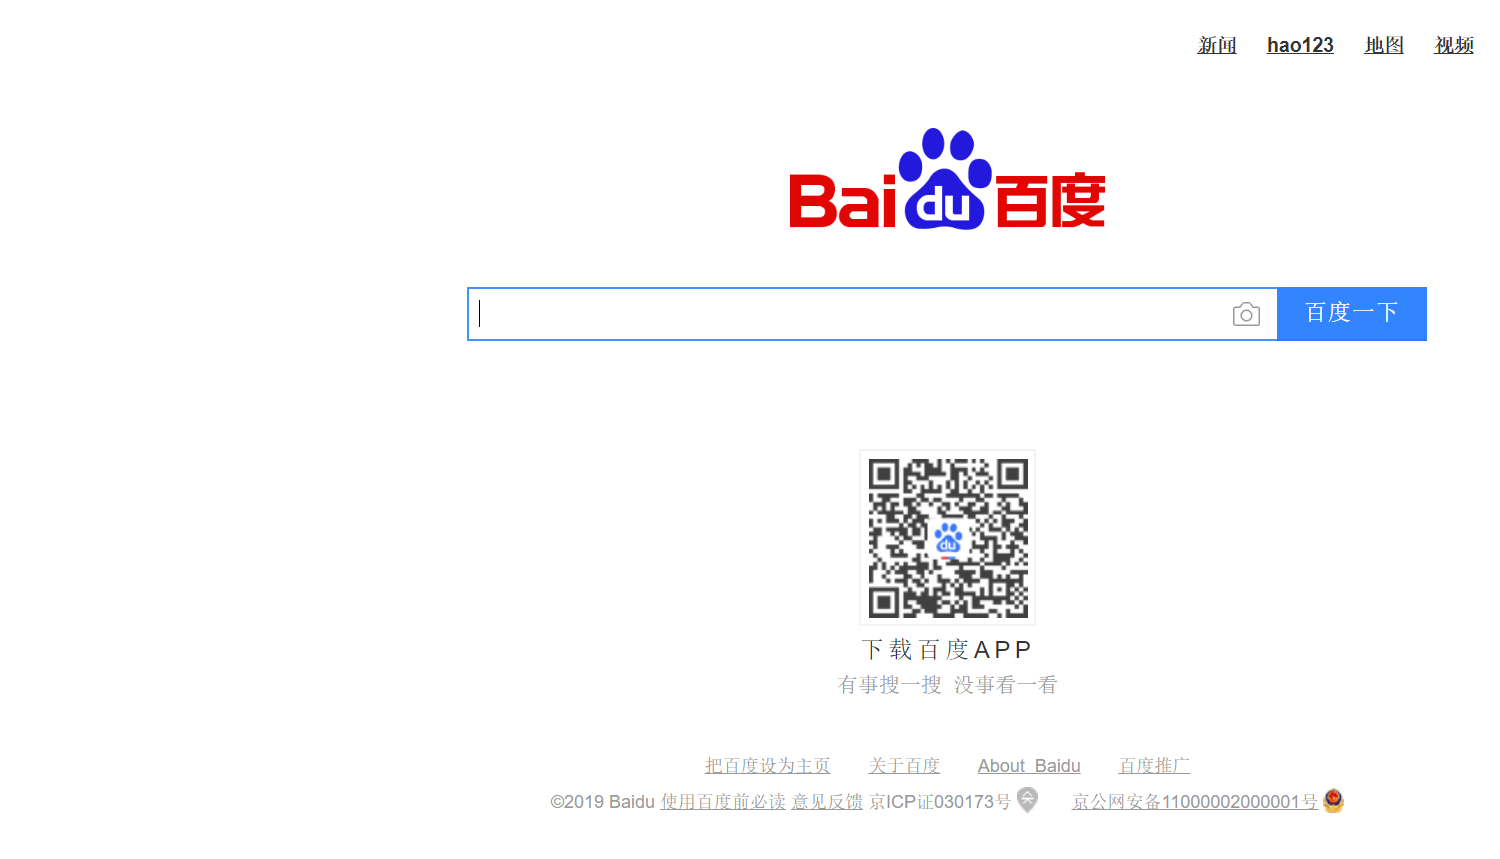 新闻 hao123 地图 视频
Bai du 百度
百度一下
du
下载百度APP
有事搜一搜 没事看一看
把百度设为主页 关于百度 About Baidu 百度推广
©2019 Baidu 使用百度前必读 意见反馈 京ICP证030173号 京公网安备11000002000001号